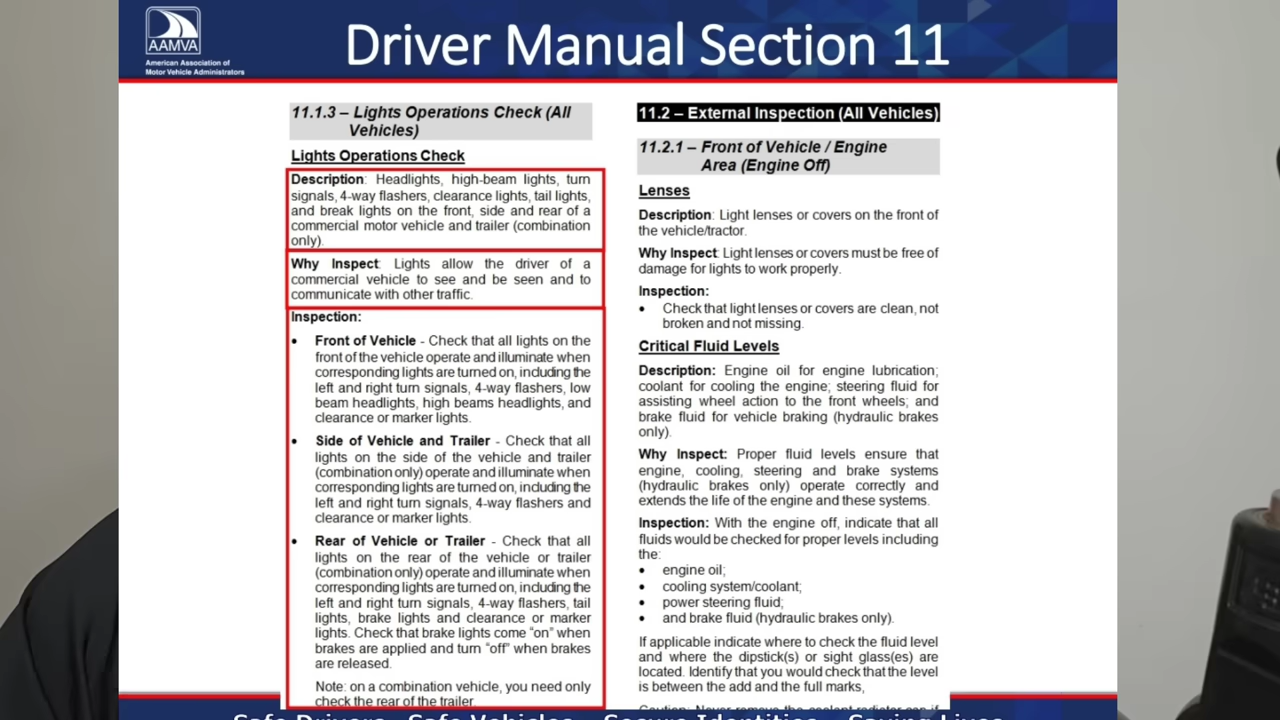 AAMVA
American Association of
Motor Vehicle Administrators
Driver Manual Section 11
11.1.3 – Lights Operations Check (All
Vehicles)
Lights Operations Check
Description: Headlights, high-beam lights, turn
signals, 4-way flashers, clearance lights, tail lights,
and break lights on the front, side and rear of a
commercial motor vehicle and trailer (combination
only).
Why Inspect: Lights allow the driver of a
commercial vehicle to see and be seen and to
communicate with other traffic.
Inspection:
• Front of Vehicle - Check that all lights on the
front of the vehicle operate and illuminate when
corresponding lights are turned on, including the
left and right turn signals, 4-way flashers, low
beam headlights, high beams headlights, and
clearance or marker lights.
• Side of Vehicle and Trailer - Check that all
lights on the side of the vehicle and trailer
(combination only) operate and illuminate when
corresponding lights are turned on, including the
left and right turn signals, 4-way flashers and
clearance or marker lights.
• Rear of Vehicle or Trailer - Check that all
lights on the rear of the vehicle or trailer
(combination only) operate and illuminate when
corresponding lights are turned on, including the
left and right turn signals, 4-way flashers, tail
lights, brake lights and clearance or marker
lights. Check that brake lights come “on” when
brakes are applied and turn “off” when brakes
are released.
Note: on a combination vehicle, you need only
check the rear of the trailer.
11.2 – External Inspection (All Vehicles)
11.2.1 – Front of Vehicle / Engine
Area (Engine Off)
Lenses
Description: Light lenses or covers on the front of
the vehicle/tractor.
Why Inspect: Light lenses or covers must be free of
damage for lights to work properly.
Inspection:
• Check that light lenses or covers are clean, not
broken and not missing.
Critical Fluid Levels
Description: Engine oil for engine lubrication;
coolant for cooling the engine; steering fluid for
assisting wheel action to the front wheels; and
brake fluid for vehicle braking (hydraulic brakes
only).
Why Inspect: Proper fluid levels ensure that
engine, cooling, steering and brake systems
(hydraulic brakes only) operate correctly and
extends the life of the engine and these systems.
Inspection: With the engine off, indicate that all
fluids would be checked for proper levels including
the:
• engine oil;
• cooling system/coolant;
• power steering fluid;
• and brake fluid (hydraulic brakes only).
If applicable indicate where to check the fluid level
and where the dipstick(s) or sight glass(es) are
located. Identify that you would check that the level
is between the add and the full marks,
Caution: Never remove the coolant radiator cap if
Safe Drivers Safe Vehicles Secure Identities Saving Lives